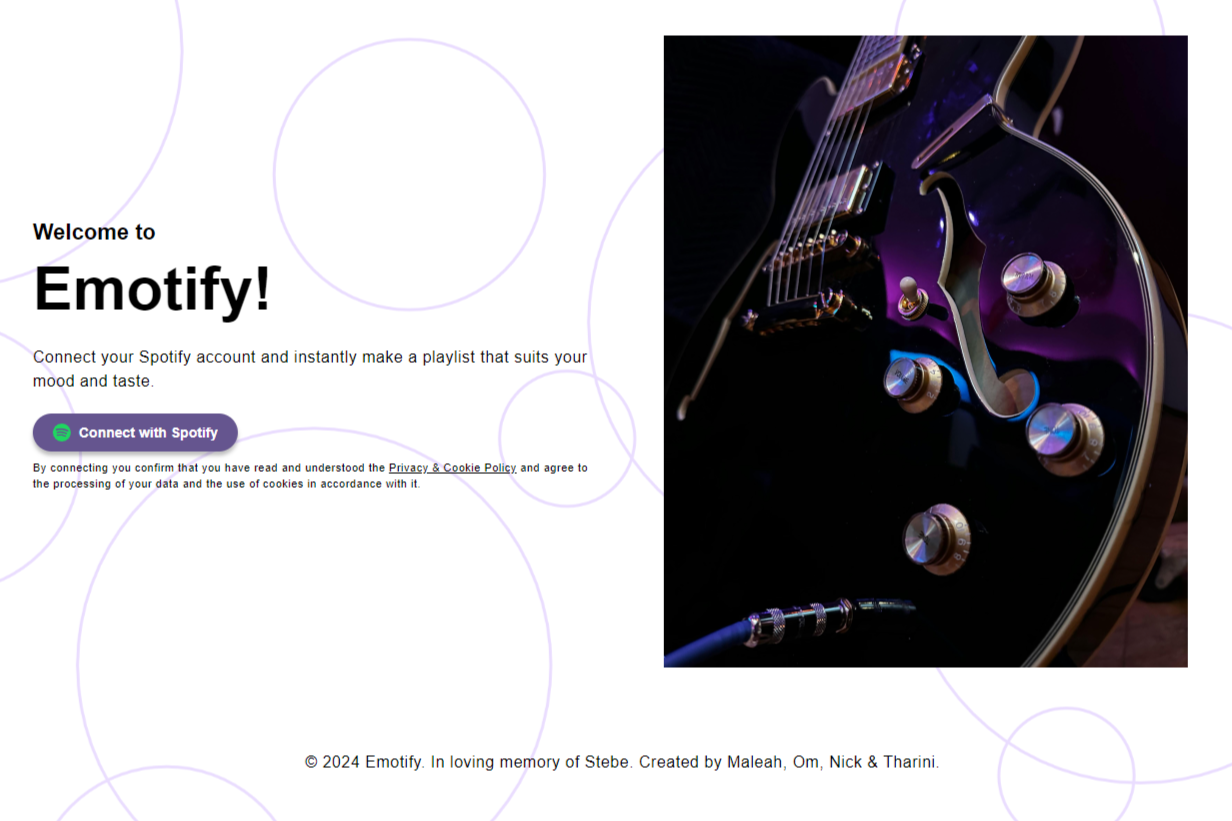 Welcome to
Emotify!
Connect your Spotify account and instantly make a playlist that suits your
mood and taste.
Connect with Spotify
By connecting you confirm that you have read and understood the Privacy & Cookie Policy and agree to
the processing of your data and the use of cookies in accordance with it.
© 2024 Emotify. In loving memory of Stebe. Created by Maleah, Om, Nick & Tharini.